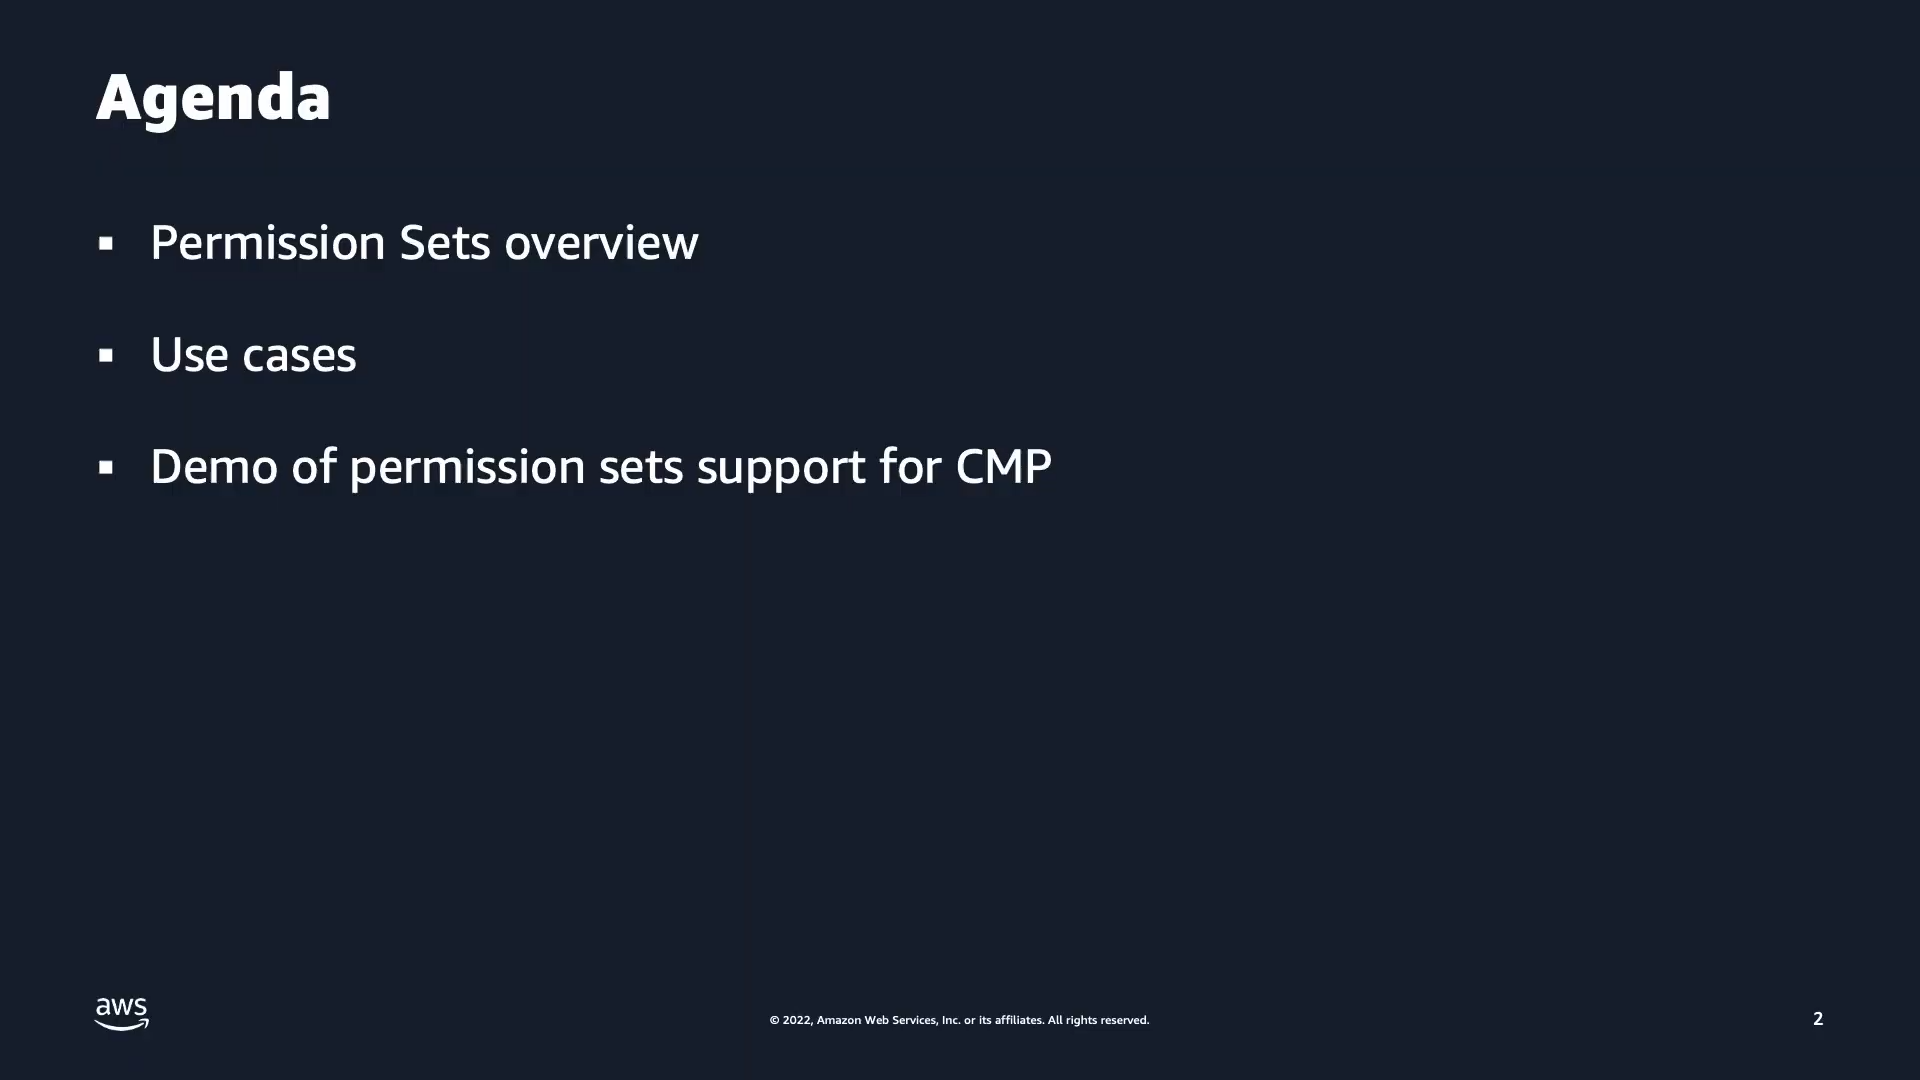 Agenda
▪ Permission Sets overview
▪ Use cases
▪ Demo of permission sets support for CMP
aws
© 2022, Amazon Web Services, Inc. or its affiliates. All rights reserved.
2